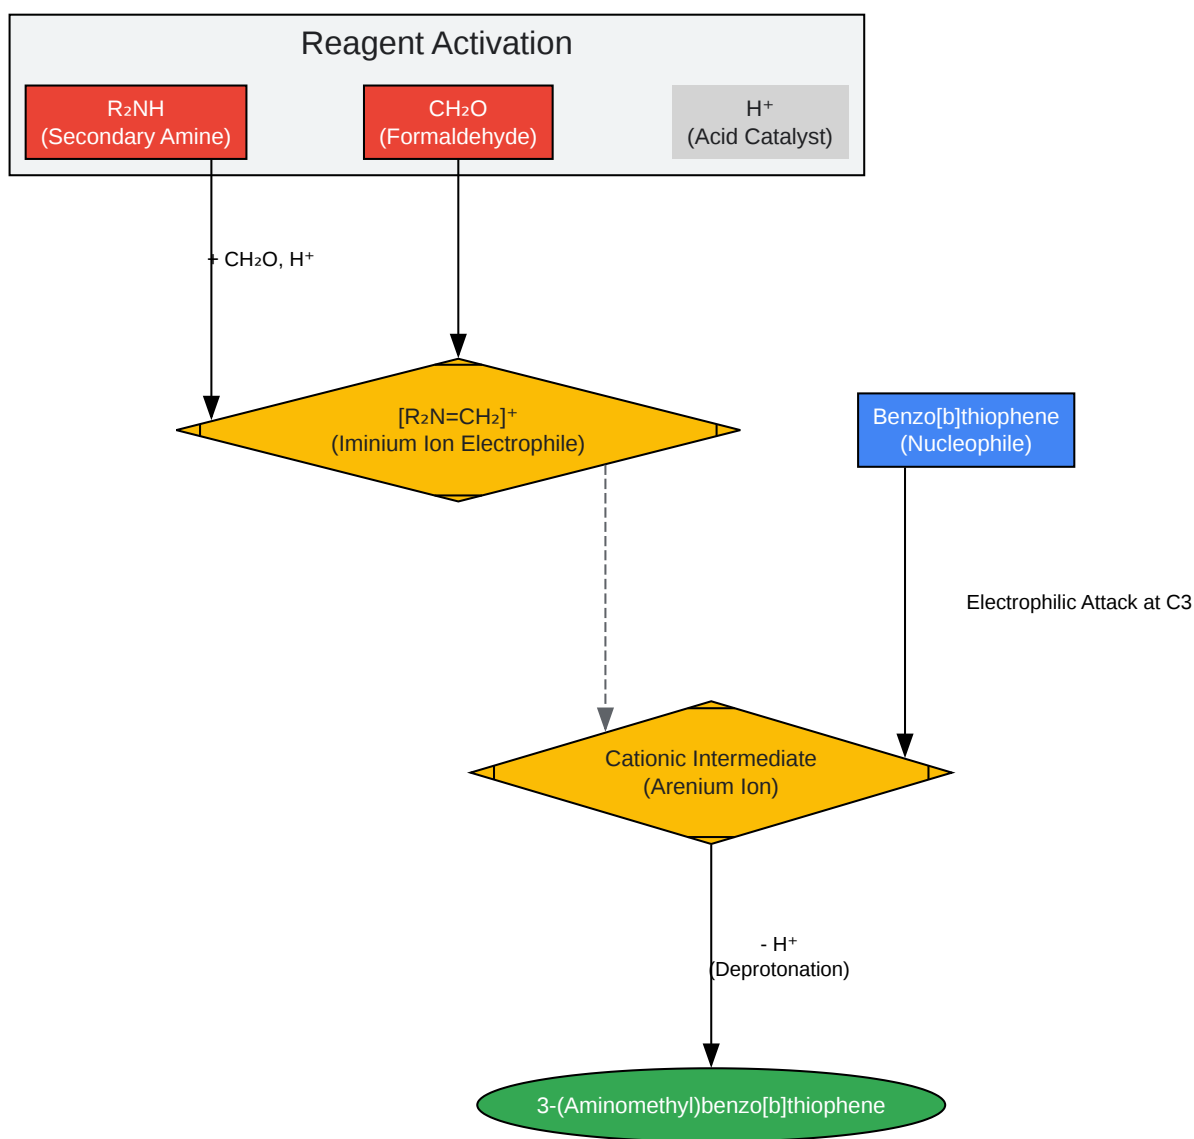 Reagent Activation
R₂NH
(Secondary Amine)
CH₂O
(Formaldehyde)
H⁺
(Acid Catalyst)
+ CH₂O, H⁺
[R₂N=CH₂]⁺
(Iminium Ion Electrophile)
Benzo[b]thiophene
(Nucleophile)
Electrophilic Attack at C3
Cationic Intermediate
(Arenium Ion)
- H⁺
(Deprotonation)
3-(Aminomethyl)benzo[b]thiophene